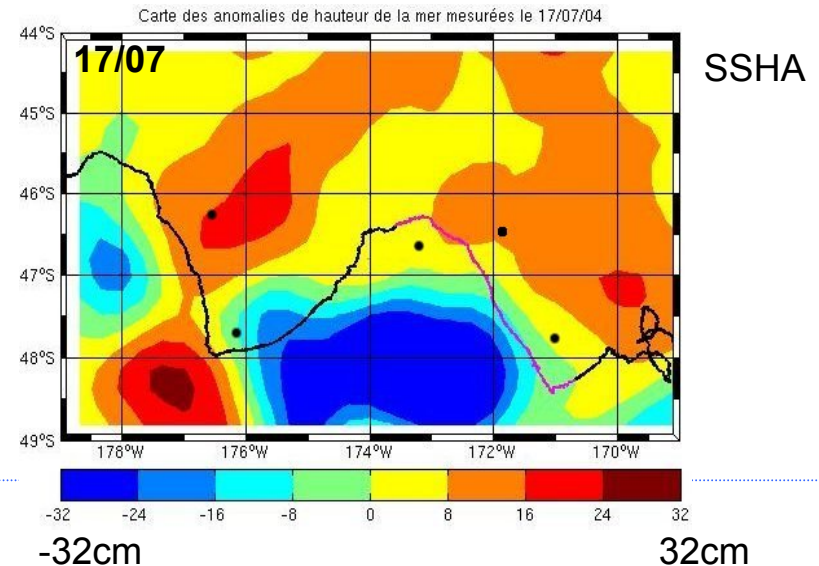 Carte des anomalies de hauteur de la mer mesurées le 17/07/04
44°S
17/07
SSHA
45°S
46°S
47°S
48°S
49°S
178°W 176°W 174°W 172°W 170°W
-32 -24 -16 -8 0 8 16 24 32
-32cm 32cm